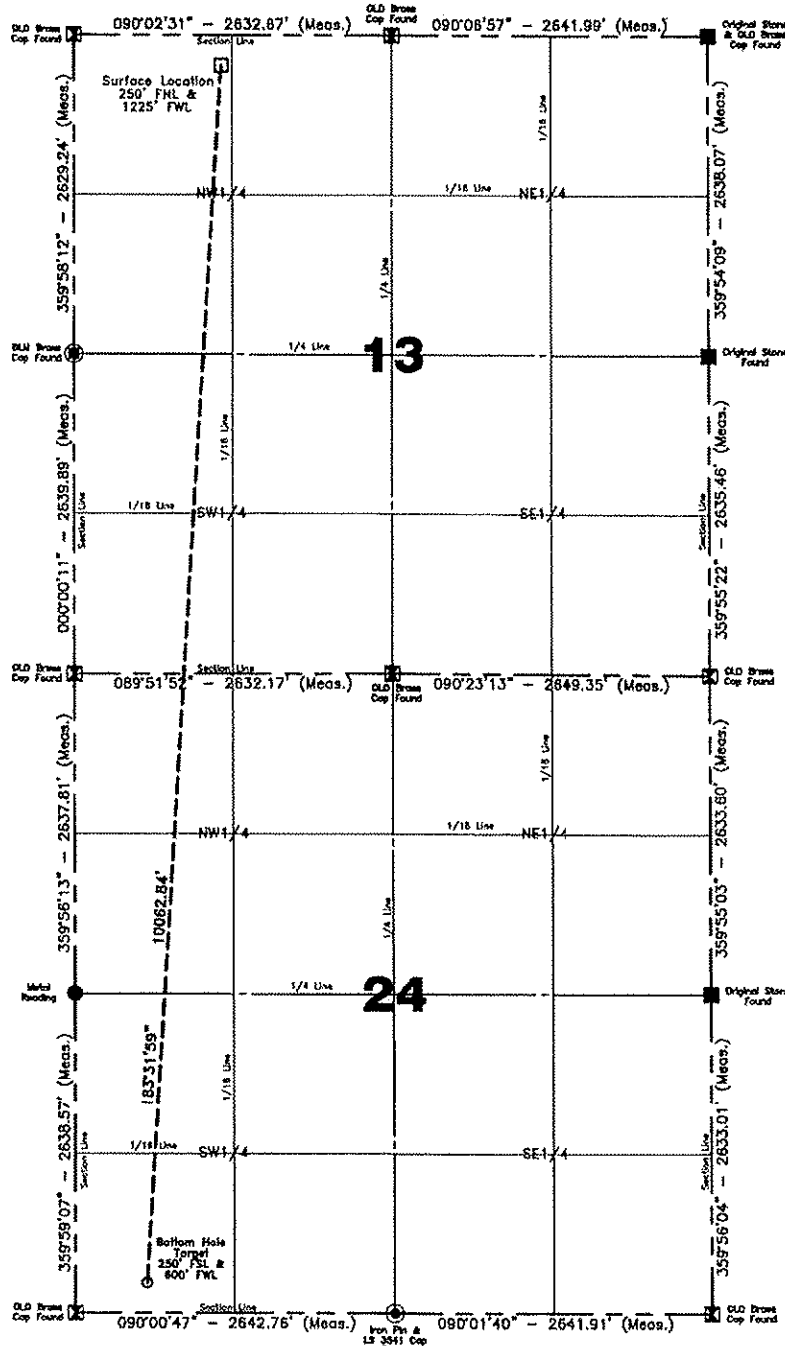 090°02'31" - 2632.87' (Meas.)
GLO Brass
Cap Found
090°06'57" - 2641.99' (Meas.)
GLO Brass
Cap Found
Section Line
Original Stone
& GLO Brass
Cap Found
Surface Location
250' FNL &
1225' FWL
359°58'12" - 2629.24' (Meas.)
1/16 Line
359°54'09" - 2638.07' (Meas.)
NW1/4
1/16 Line
NE1/4
1/4 Line
BLM Brass
Cap Found
1/4 Line
13
Original Stone
Found
000°00'11" - 2639.89' (Meas.)
1/16 Line
359°55'22" - 2635.46' (Meas.)
Section Line
1/16 Line
SW1/4
SE1/4
Section Line
GLO Brass
Cap Found
Section Line
089°51'52" - 2632.17' (Meas.)
GLO Brass
Cap Found
090°23'13" - 2649.35' (Meas.)
GLO Brass
Cap Found
359°56'13" - 2637.81' (Meas.)
1/16 Line
359°55'03" - 2633.60' (Meas.)
NW1/4
1/16 Line
NE1/4
10062.84'
1/4 Line
Metal
Reading
1/4 Line
24
Original Stone
Found
183°31'59"
359°59'07" - 2638.57' (Meas.)
1/16 Line
359°56'04" - 2633.01' (Meas.)
Section Line
1/16 Line
SW1/4
SE1/4
Section Line
Bottom Hole
Target
250' FSL &
600' FWL
GLO Brass
Cap Found
Section Line
090°00'47" - 2642.76' (Meas.)
Iron Pin &
LS 3541 Cap
090°01'40" - 2641.91' (Meas.)
GLO Brass
Cap Found